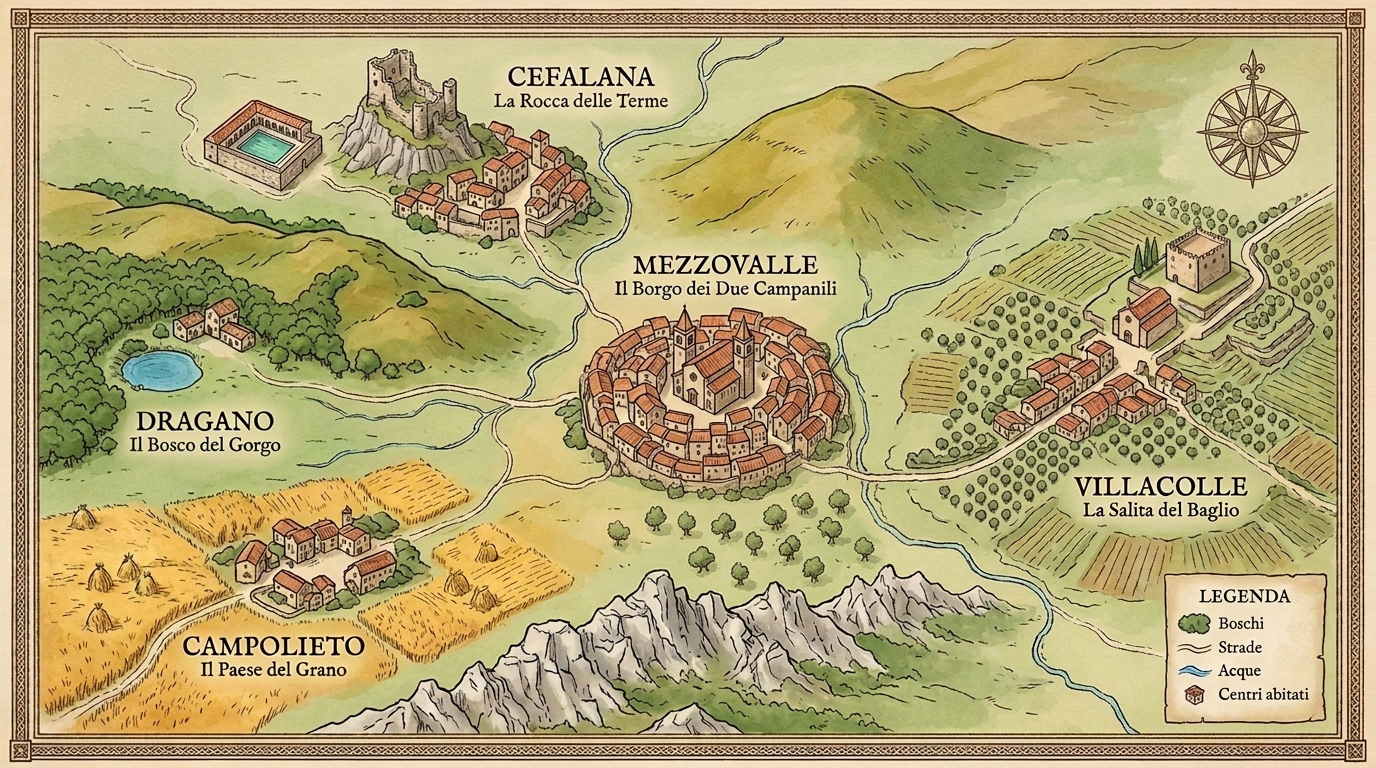 CEFALANA
La Rocca delle Terme
MEZZOVALLE
Il Borgo dei Due Campanili
DRAGANO
Il Bosco del Gorgo
VILLACOLLE
La Salita del Baglio
CAMPOLIETO
Il Paese del Grano
LEGENDA
Boschi
Strade
Acque
Centri abitati